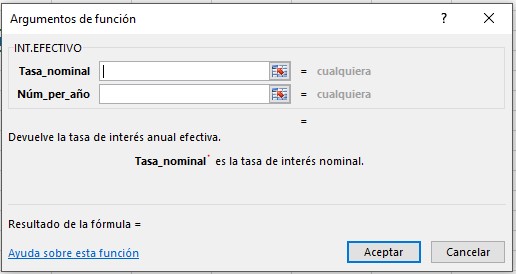 Argumentos de función ? ×
INT.EFECTIVO
Tasa_nominal = cualquiera
Núm_per_año = cualquiera
=
Devuelve la tasa de interés anual efectiva.
Tasa_nominal es la tasa de interés nominal.
Resultado de la fórmula =
Ayuda sobre esta función
Aceptar Cancelar